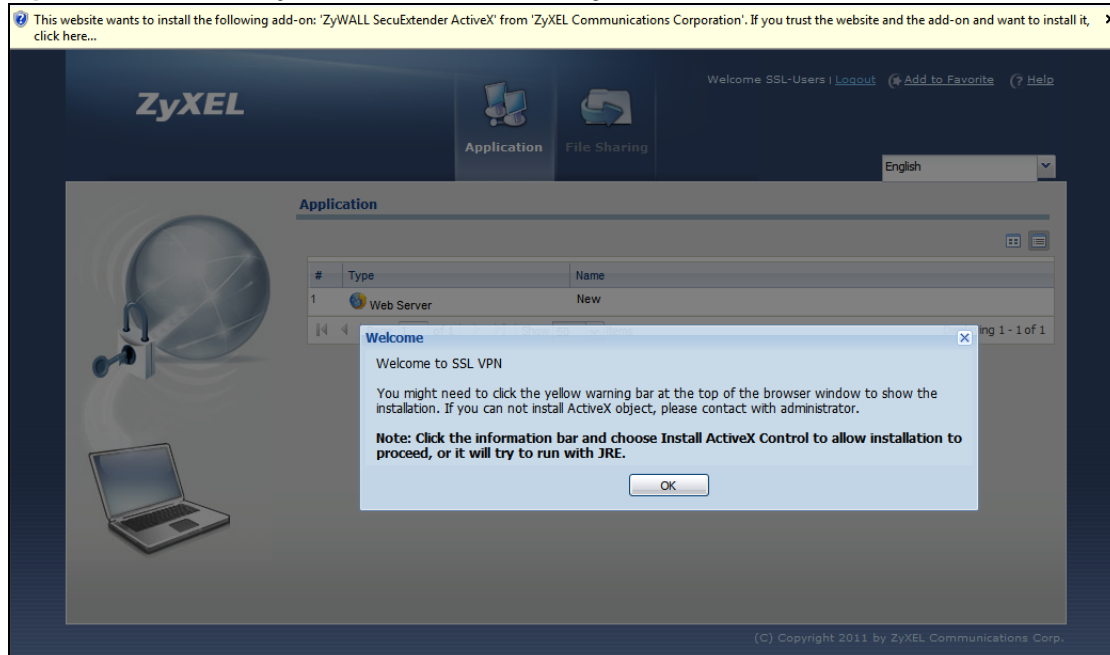 This website wants to install the following add-on: 'ZyWALL SecuExtender ActiveX' from 'ZyXEL Communications Corporation'. If you trust the website and the add-on and want to install it,
click here...
Welcome SSL-Users | Logout Add to Favorite Help
ZyXEL
Application File Sharing
English
Application
# Type Name
1 Web Server New
of 1 Show 50 items ing 1 - 1 of 1
Welcome
Welcome to SSL VPN
You might need to click the yellow warning bar at the top of the browser window to show the
installation. If you can not install ActiveX object, please contact with administrator.
Note: Click the information bar and choose Install ActiveX Control to allow installation to
proceed, or it will try to run with JRE.
OK
(C) Copyright 2011 by ZyXEL Communications Corp.